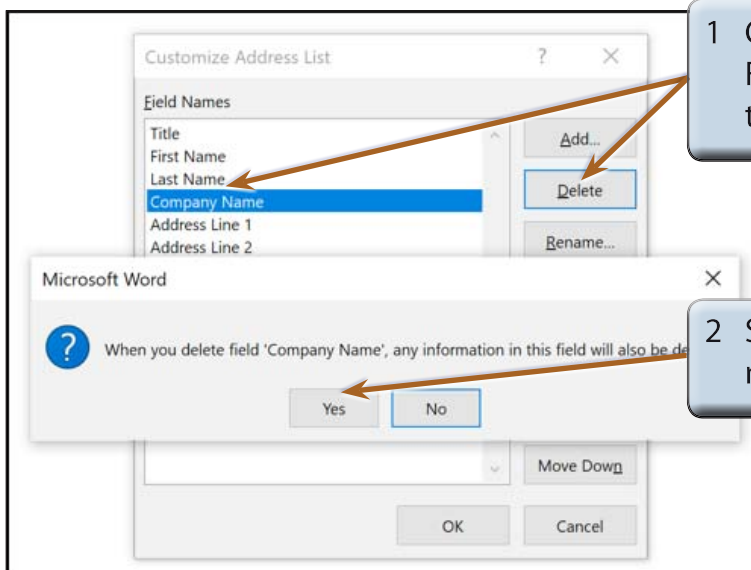 Customize Address List ? ×
Field Names
Title
First Name
Last Name
Company Name
Address Line 1
Address Line 2
Add...
Delete
Rename...
1
2
Microsoft Word ×
? When you delete field 'Company Name', any information in this field will also be
Yes No
Move Down
OK Cancel